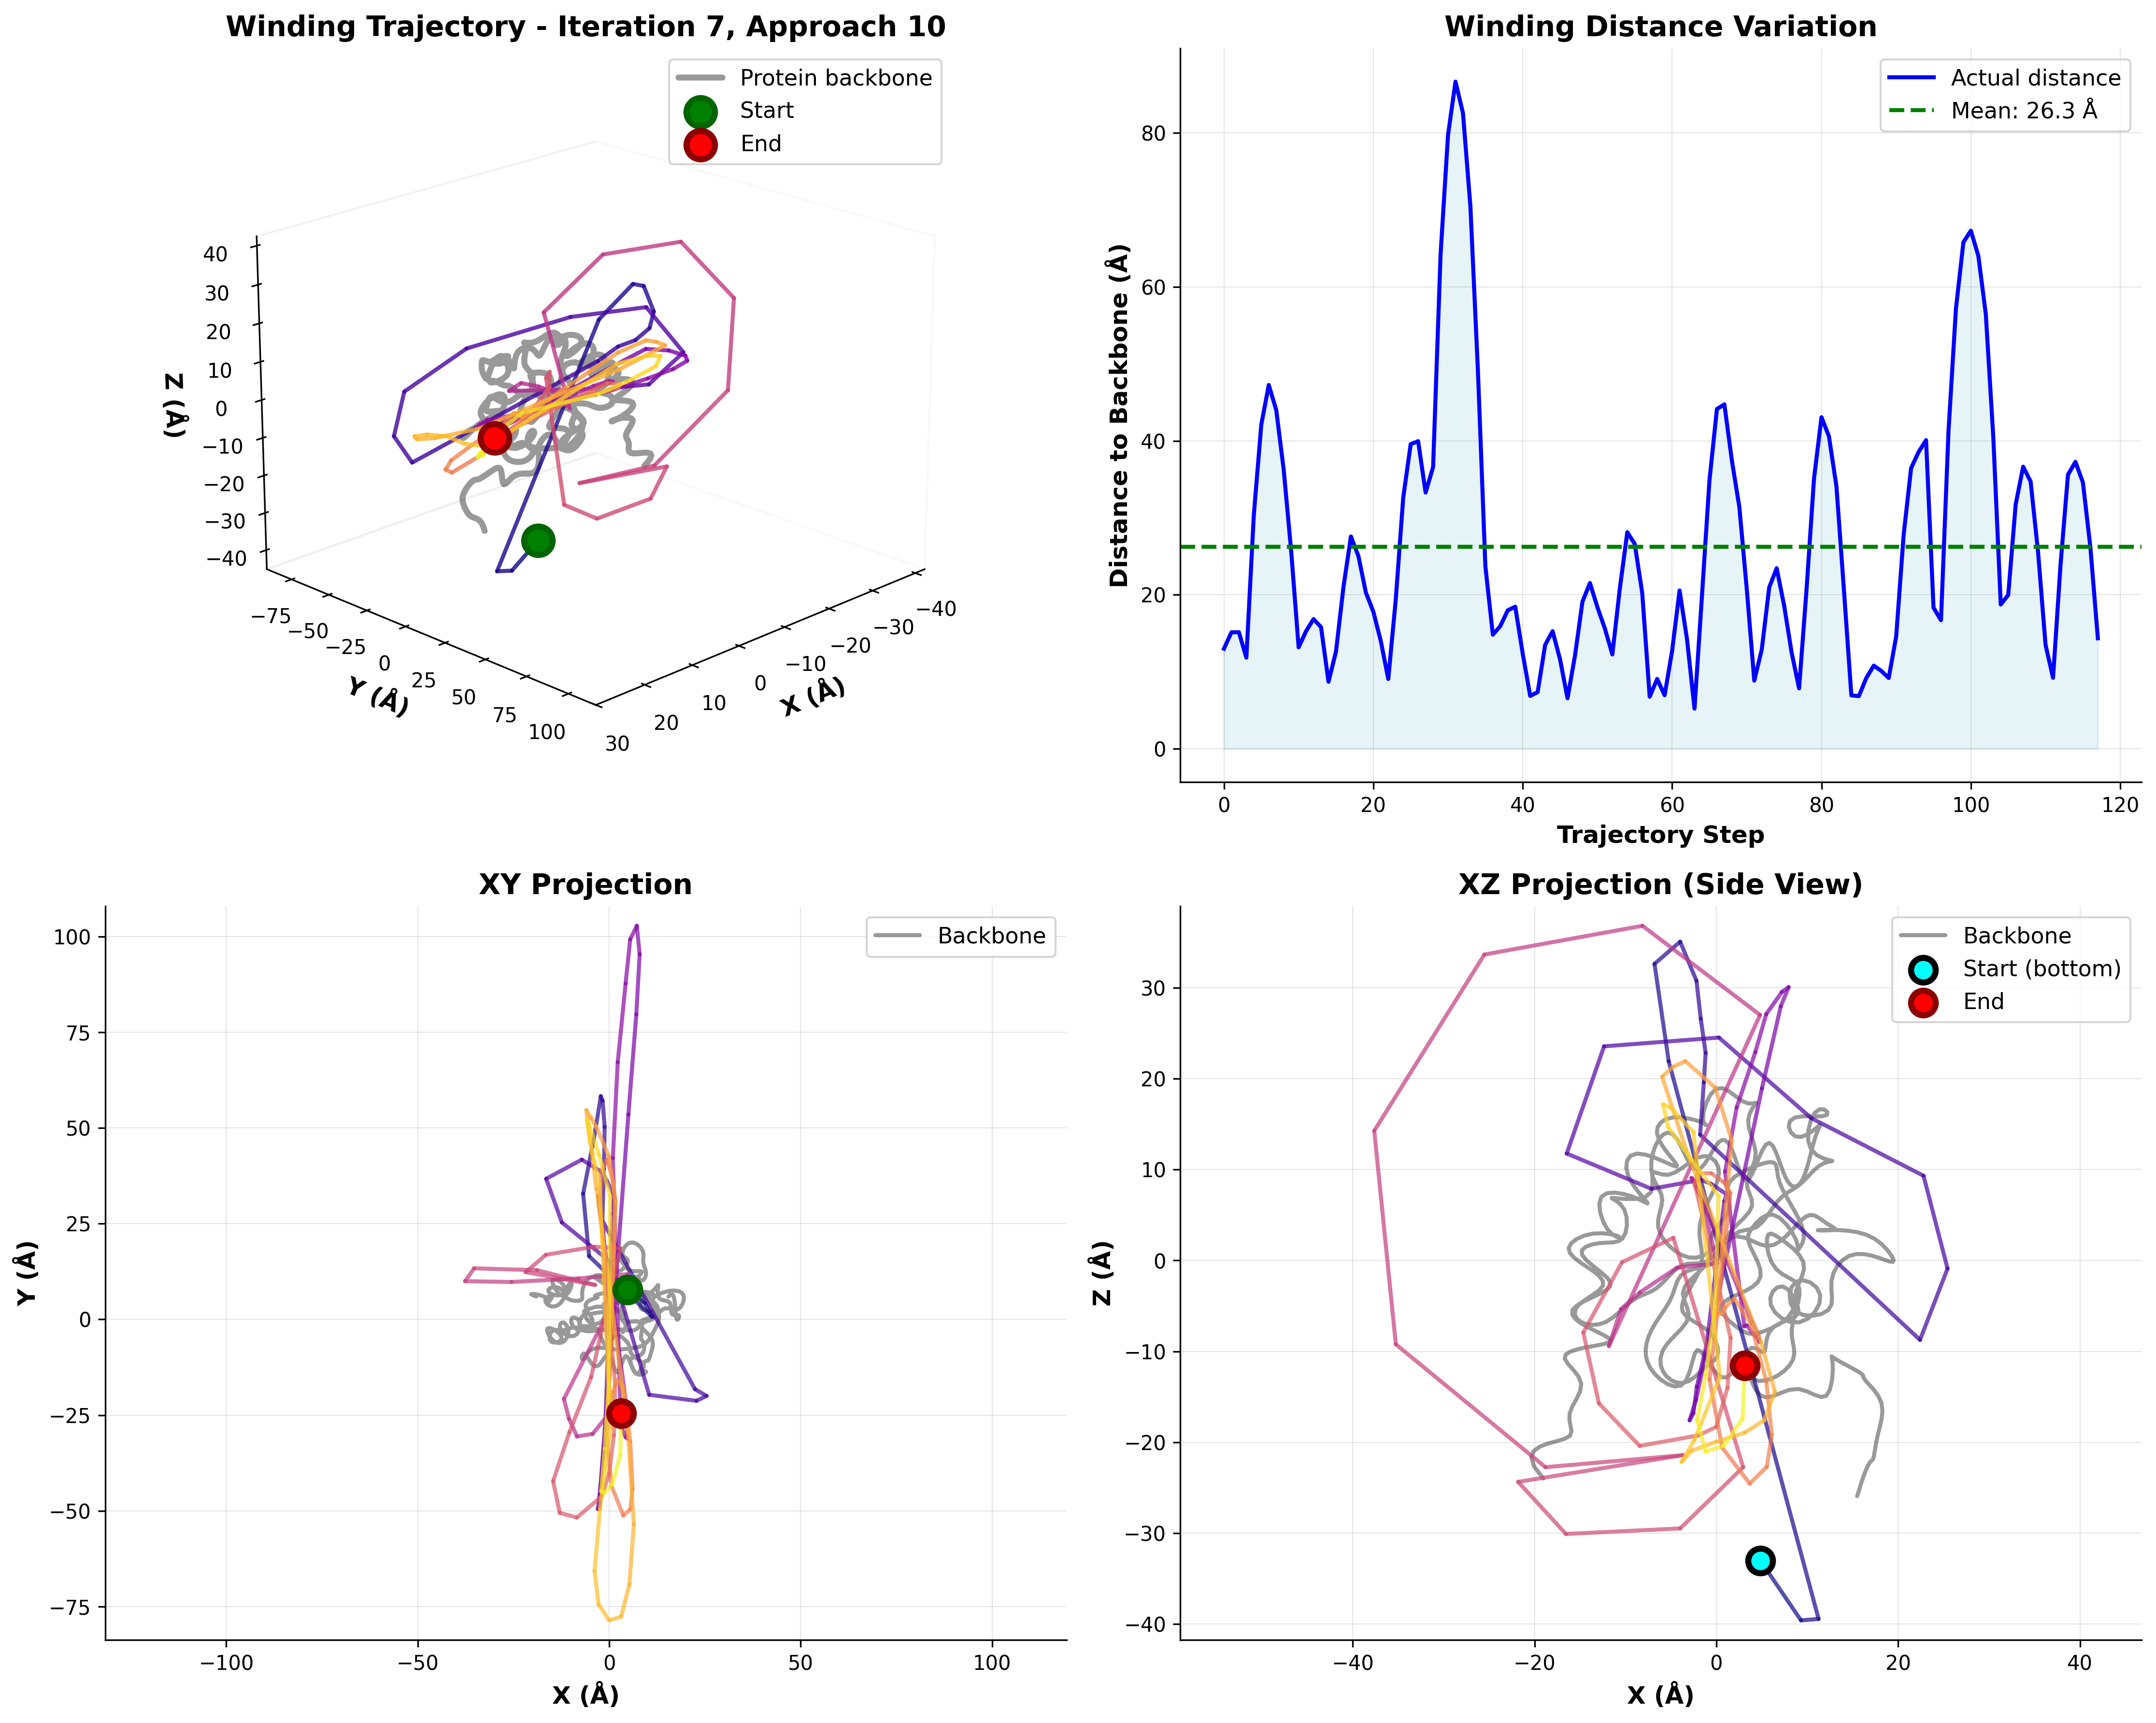 Winding Trajectory - Iteration 7, Approach 10
Protein backbone
Start
End
40
30
20
10
0
−10
−20
−30
−40
Z (Å)
−75
−50
−25
0
25
50
75
100
Y (Å)
30
20
10
0
−10
−20
−30
−40
X (Å)
Winding Distance Variation
Actual distance
Mean: 26.3 Å
80
60
40
20
0
Distance to Backbone (Å)
0
20
40
60
80
100
120
Trajectory Step
XY Projection
Backbone
100
75
50
25
0
−25
−50
−75
Y (Å)
−100
−50
0
50
100
X (Å)
XZ Projection (Side View)
Backbone
Start (bottom)
End
30
20
10
0
−10
−20
−30
−40
Z (Å)
−40
−20
0
20
40
X (Å)